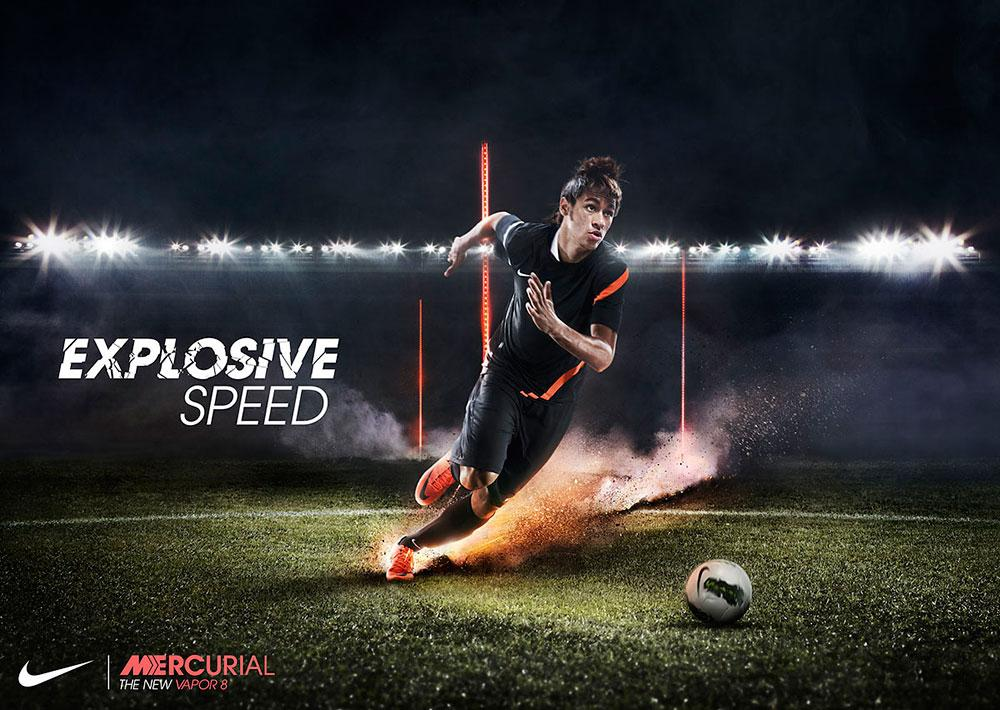 EXPLOSIVE
SPEED
MERCURIAL
THE NEW VAPOR 8